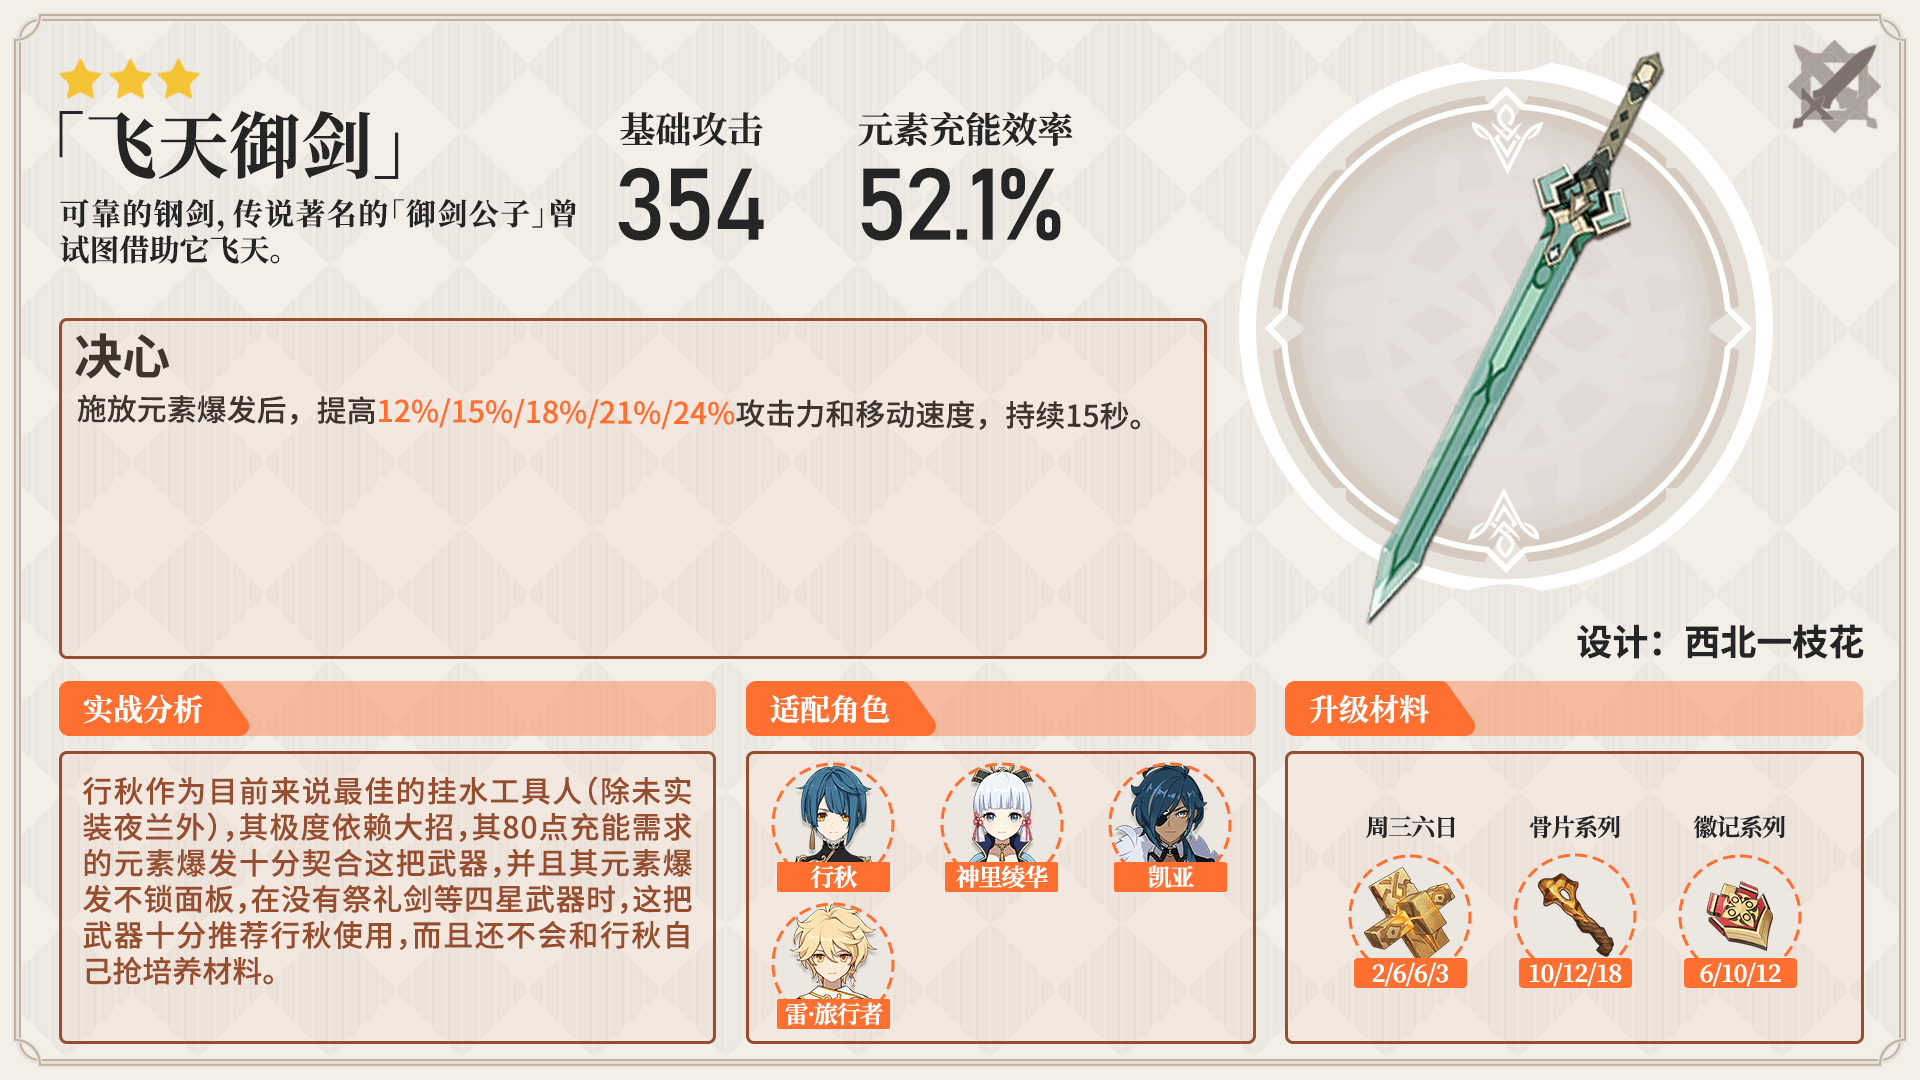 「飞天御剑」
可靠的钢剑，传说著名的「御剑公子」曾
试图借助它飞天。
基础攻击
354
元素充能效率
52.1%
决心
施放元素爆发后，提高12%/15%/18%/21%/24%攻击力和移动速度，持续15秒。
设计：西北一枝花
实战分析
行秋作为目前来说最佳的挂水工具人（除未实
装夜兰外），其极度依赖大招，其80点充能需求
的元素爆发十分契合这把武器，并且其元素爆
发不锁面板，在没有祭礼剑等四星武器时，这把
武器十分推荐行秋使用，而且还不会和行秋自
己抢培养材料。
适配角色
行秋
神里绫华
凯亚
雷·旅行者
升级材料
周三六日
骨片系列
徽记系列
2/6/6/3
10/12/18
6/10/12